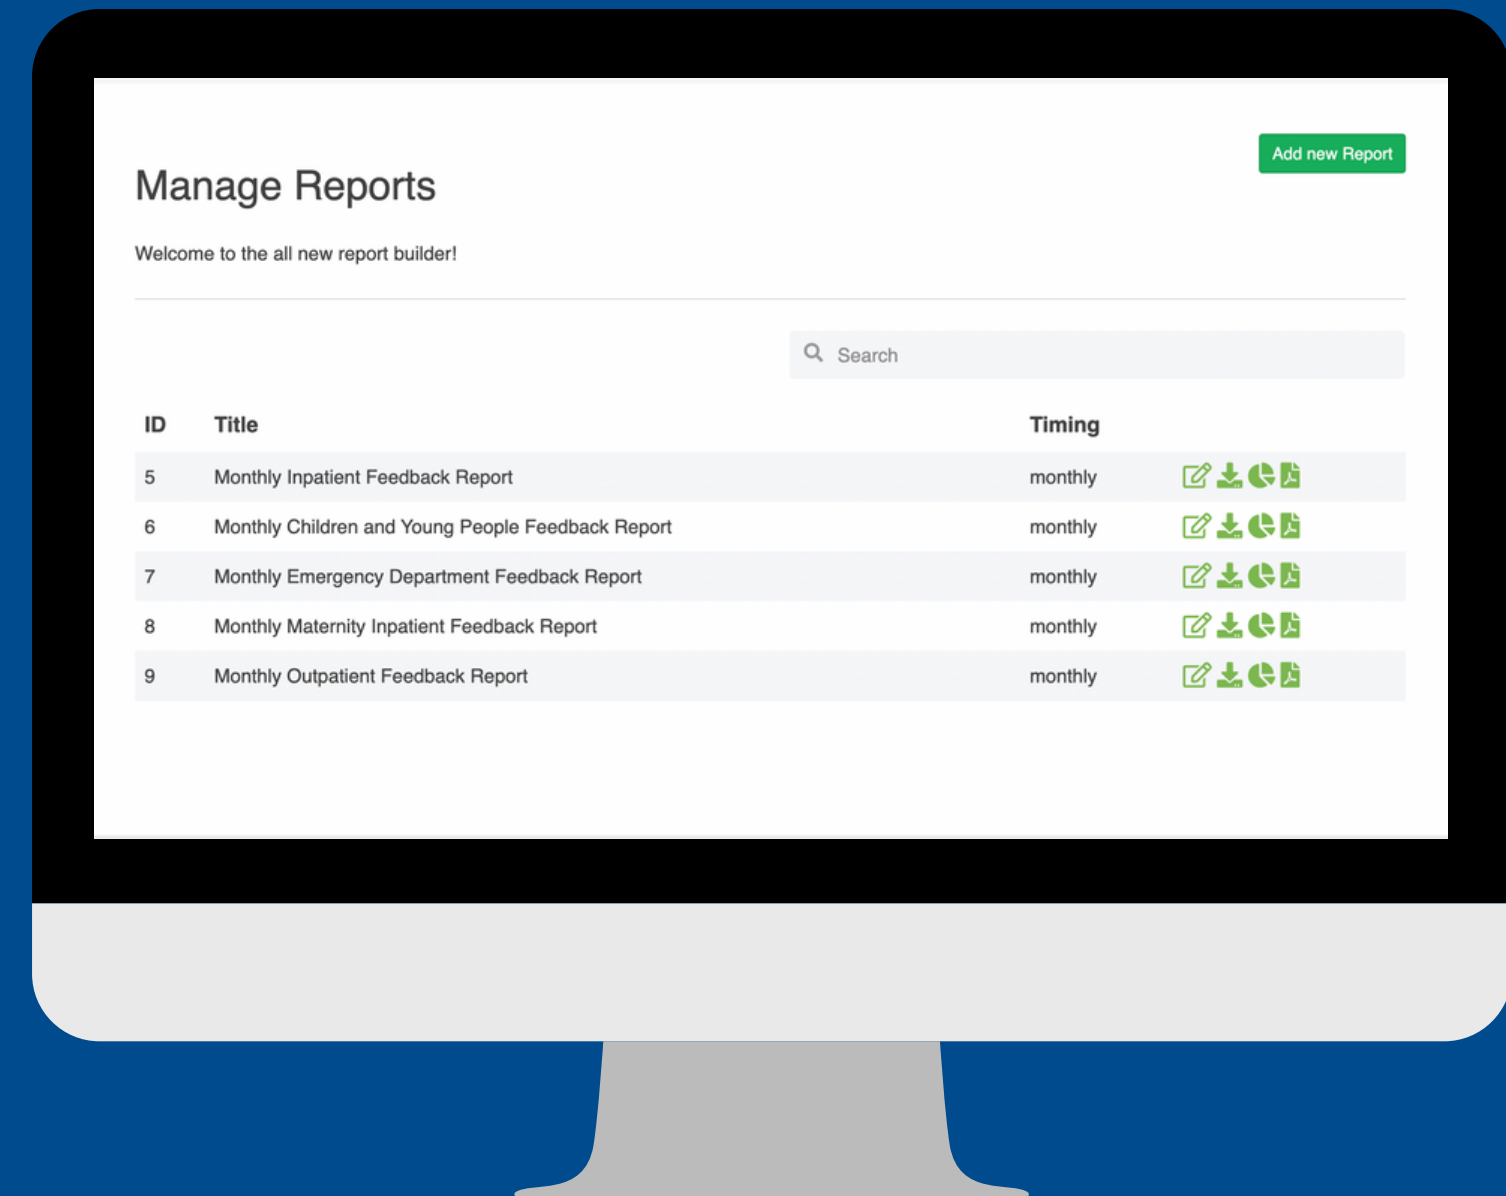 Add new Report
Manage Reports
Welcome to the all new report builder!
Search
ID Title Timing
5 Monthly Inpatient Feedback Report monthly
6 Monthly Children and Young People Feedback Report monthly
7 Monthly Emergency Department Feedback Report monthly
8 Monthly Maternity Inpatient Feedback Report monthly
9 Monthly Outpatient Feedback Report monthly